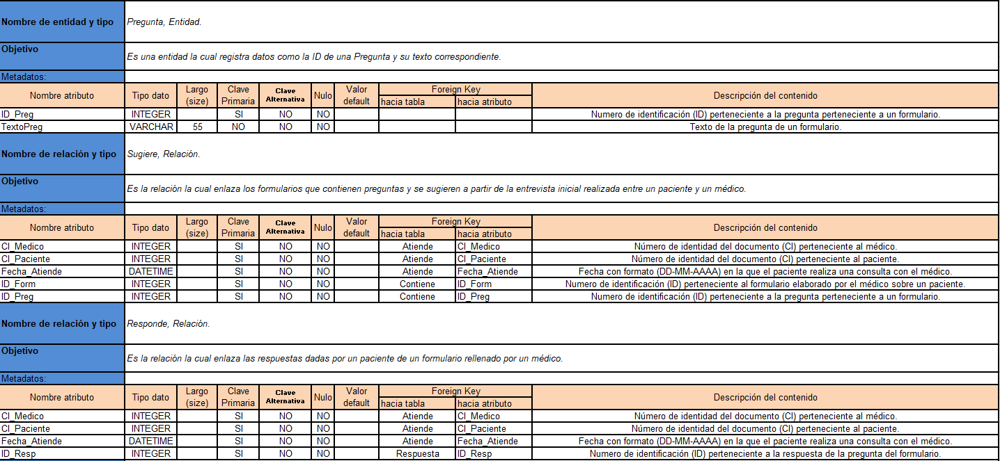 Nombre de entidad y tipo Pregunta, Entidad.
Objetivo
Es una entidad la cual registra datos como la ID de una Pregunta y su texto correspondiente.
Metadatos:
Nombre atributo Tipo dato Largo (size) Clave Primaria Clave Alternativa Nulo Valor default Foreign Key Descripción del contenido
hacia tabla hacia atributo
ID_Preg INTEGER SI NO NO Numero de identificación (ID) perteneciente a la pregunta perteneciente a un formulario.
TextoPreg VARCHAR 55 NO NO NO Texto de la pregunta de un formulario.
Nombre de relación y tipo Sugiere, Relación.
Objetivo
Es la relación la cual enlaza los formularios que contienen preguntas y se sugieren a partir de la entrevista inicial realizada entre un paciente y un médico.
Metadatos:
Nombre atributo Tipo dato Largo (size) Clave Primaria Clave Alternativa Nulo Valor default Foreign Key Descripción del contenido
hacia tabla hacia atributo
CI_Medico INTEGER SI NO NO Atiende CI_Medico Número de identidad del documento (CI) perteneciente al médico.
CI_Paciente INTEGER SI NO NO Atiende CI_Paciente Número de identidad del documento (CI) perteneciente al paciente.
Fecha_Atiende DATETIME SI NO NO Atiende Fecha_Atiende Fecha con formato (DD-MM-AAAA) en la que el paciente realiza una consulta con el médico.
ID_Form INTEGER SI NO NO Contiene ID_Form Numero de identificación (ID) perteneciente al formulario elaborado por el médico sobre un paciente.
ID_Preg INTEGER SI NO NO Contiene ID_Preg Numero de identificación (ID) perteneciente a la pregunta perteneciente a un formulario.
Nombre de relación y tipo Responde, Relación.
Objetivo
Es la relación la cual enlaza las respuestas dadas por un paciente de un formulario rellenado por un médico.
Metadatos:
Nombre atributo Tipo dato Largo (size) Clave Primaria Clave Alternativa Nulo Valor default Foreign Key Descripción del contenido
hacia tabla hacia atributo
CI_Medico INTEGER SI NO NO Atiende CI_Medico Número de identidad del documento (CI) perteneciente al médico.
CI_Paciente INTEGER SI NO NO Atiende CI_Paciente Número de identidad del documento (CI) perteneciente al paciente.
Fecha_Atiende DATETIME SI NO NO Atiende Fecha_Atiende Fecha con formato (DD-MM-AAAA) en la que el paciente realiza una consulta con el médico.
ID_Resp INTEGER SI NO NO Respuesta ID_Resp Numero de identificación (ID) perteneciente a la respuesta de la pregunta del formulario.